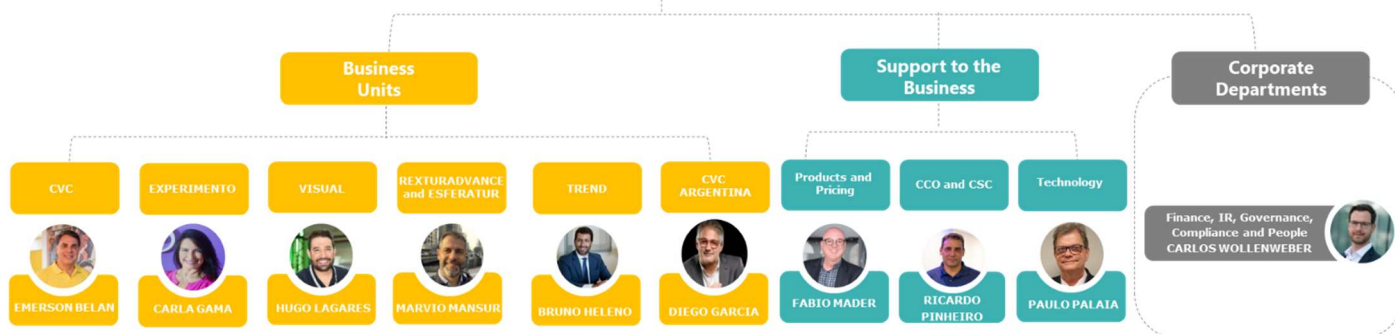 Business
Units
Support to the
Business
Corporate
Departments
CVC
EXPERIMENTO
VISUAL
REXTURADVANCE
and ESFERATUR
TREND
CVC
ARGENTINA
Products and
Pricing
CCO and CSC
Technology
Finance, IR, Governance,
Compliance and People
CARLOS WOLLENWEBER
EMERSON BELAN
CARLA GAMA
HUGO LAGARES
MARVIO MANSUR
BRUNO HELENO
DIEGO GARCIA
FABIO MADER
RICARDO
PINHEIRO
PAULO PALAIA